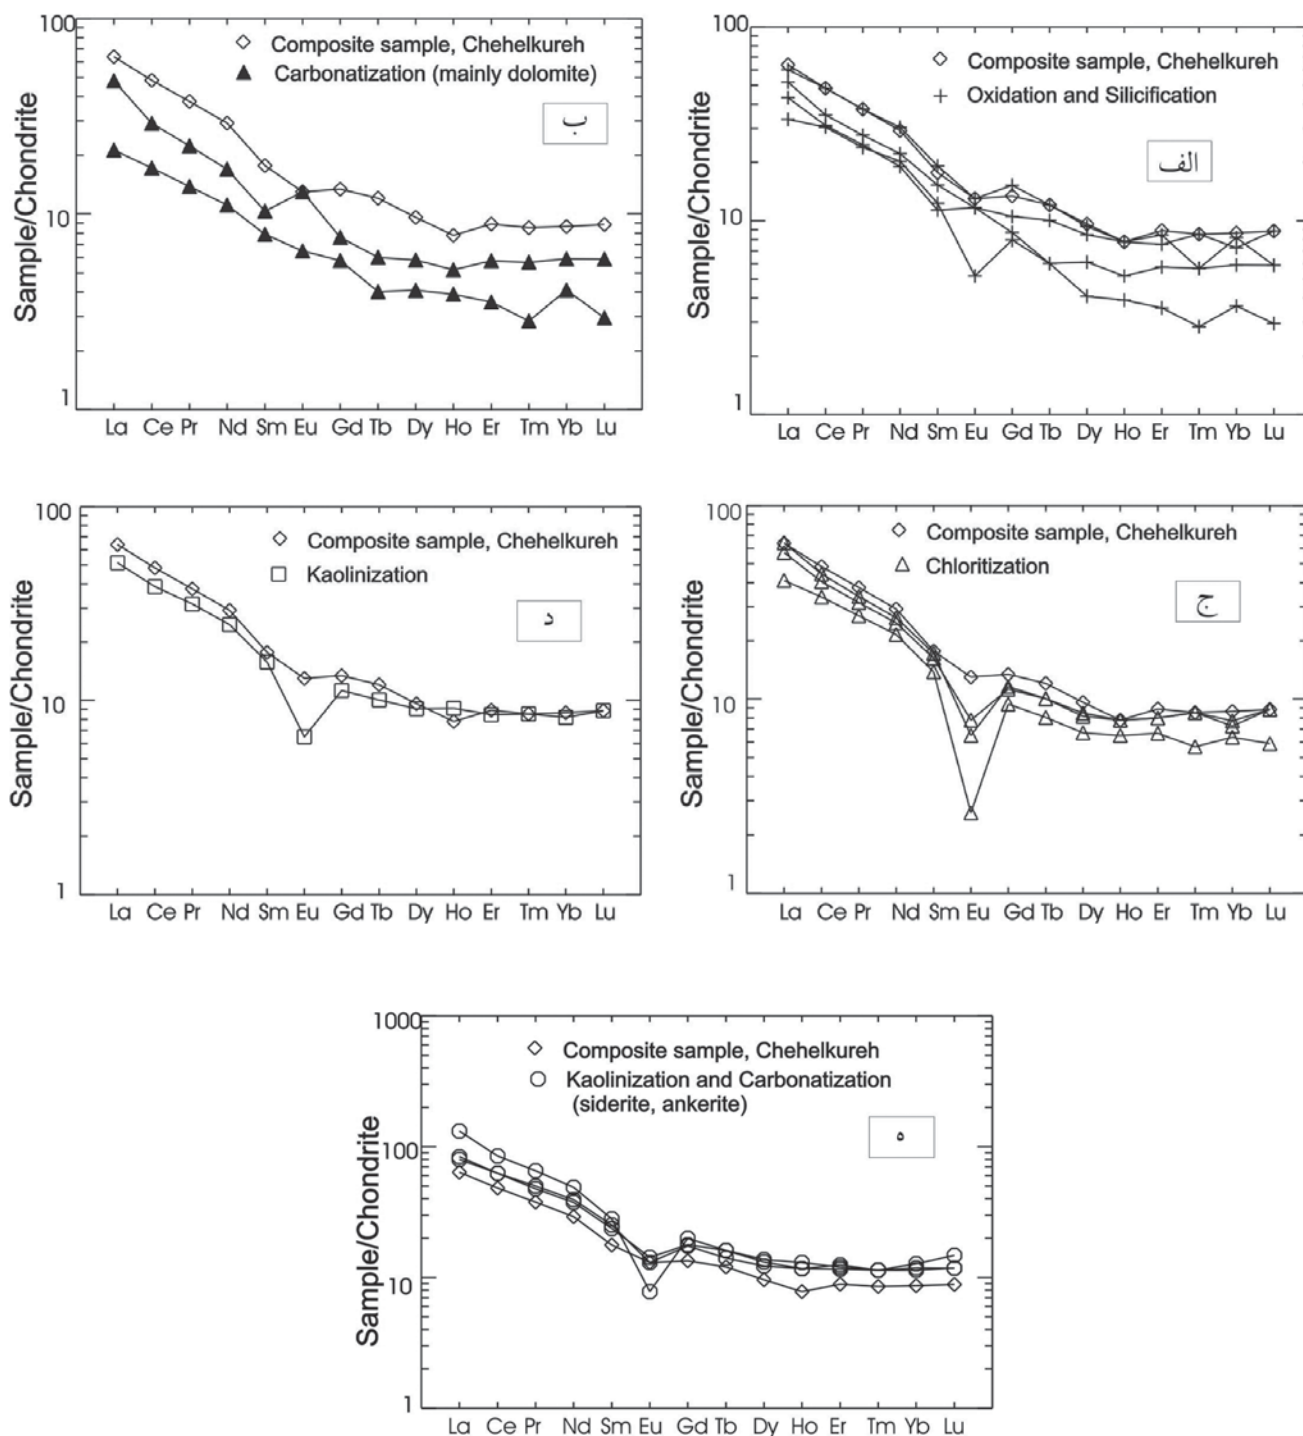 100
10
1
Sample/Chondrite
Composite sample, Chehelkureh
Carbonatization (mainly dolomite)
ب
La Ce Pr Nd Sm Eu Gd Tb Dy Ho Er Tm Yb Lu
100
10
1
Sample/Chondrite
Composite sample, Chehelkureh
Oxidation and Silicification
الف
La Ce Pr Nd Sm Eu Gd Tb Dy Ho Er Tm Yb Lu
100
10
1
Sample/Chondrite
Composite sample, Chehelkureh
Kaolinization
د
La Ce Pr Nd Sm Eu Gd Tb Dy Ho Er Tm Yb Lu
100
10
1
Sample/Chondrite
Composite sample, Chehelkureh
Chloritization
ج
La Ce Pr Nd Sm Eu Gd Tb Dy Ho Er Tm Yb Lu
1000
100
10
1
Sample/Chondrite
Composite sample, Chehelkureh
Kaolinization and Carbonatization
(siderite, ankerite)
ه
La Ce Pr Nd Sm Eu Gd Tb Dy Ho Er Tm Yb Lu